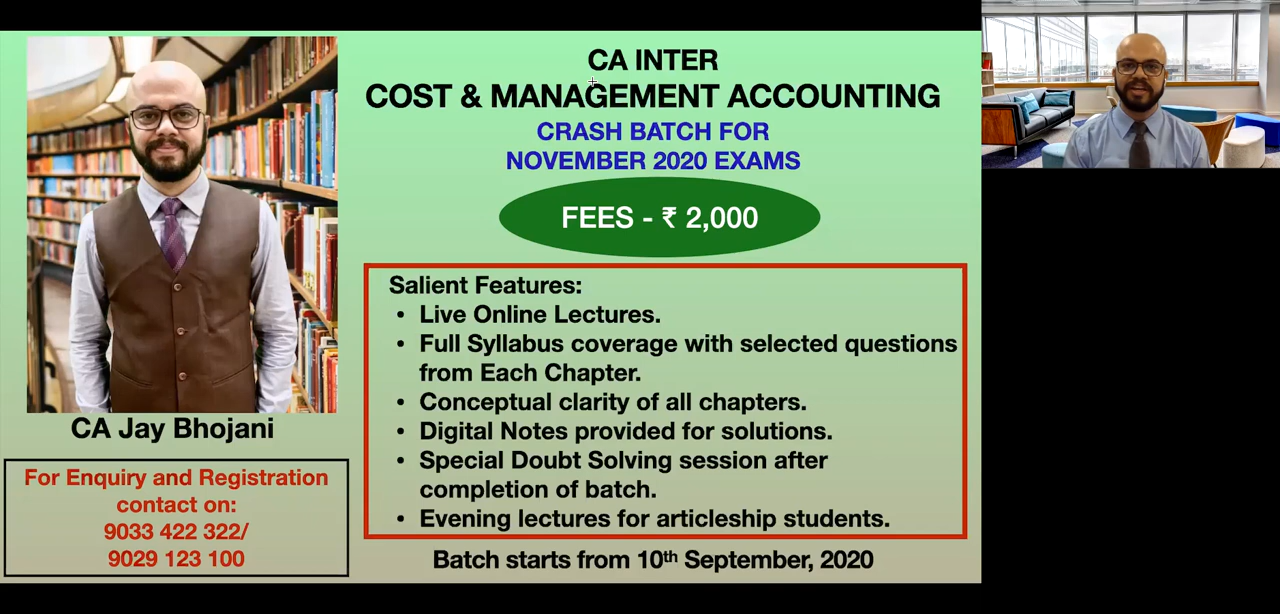 CA INTER
COST & MANAGEMENT ACCOUNTING
CRASH BATCH FOR
NOVEMBER 2020 EXAMS
FEES - ₹ 2,000
Salient Features:
• Live Online Lectures.
• Full Syllabus coverage with selected questions
from Each Chapter.
• Conceptual clarity of all chapters.
• Digital Notes provided for solutions.
• Special Doubt Solving session after
completion of batch.
• Evening lectures for articleship students.
Batch starts from 10th September, 2020
CA Jay Bhojani
For Enquiry and Registration
contact on:
9033 422 322/
9029 123 100